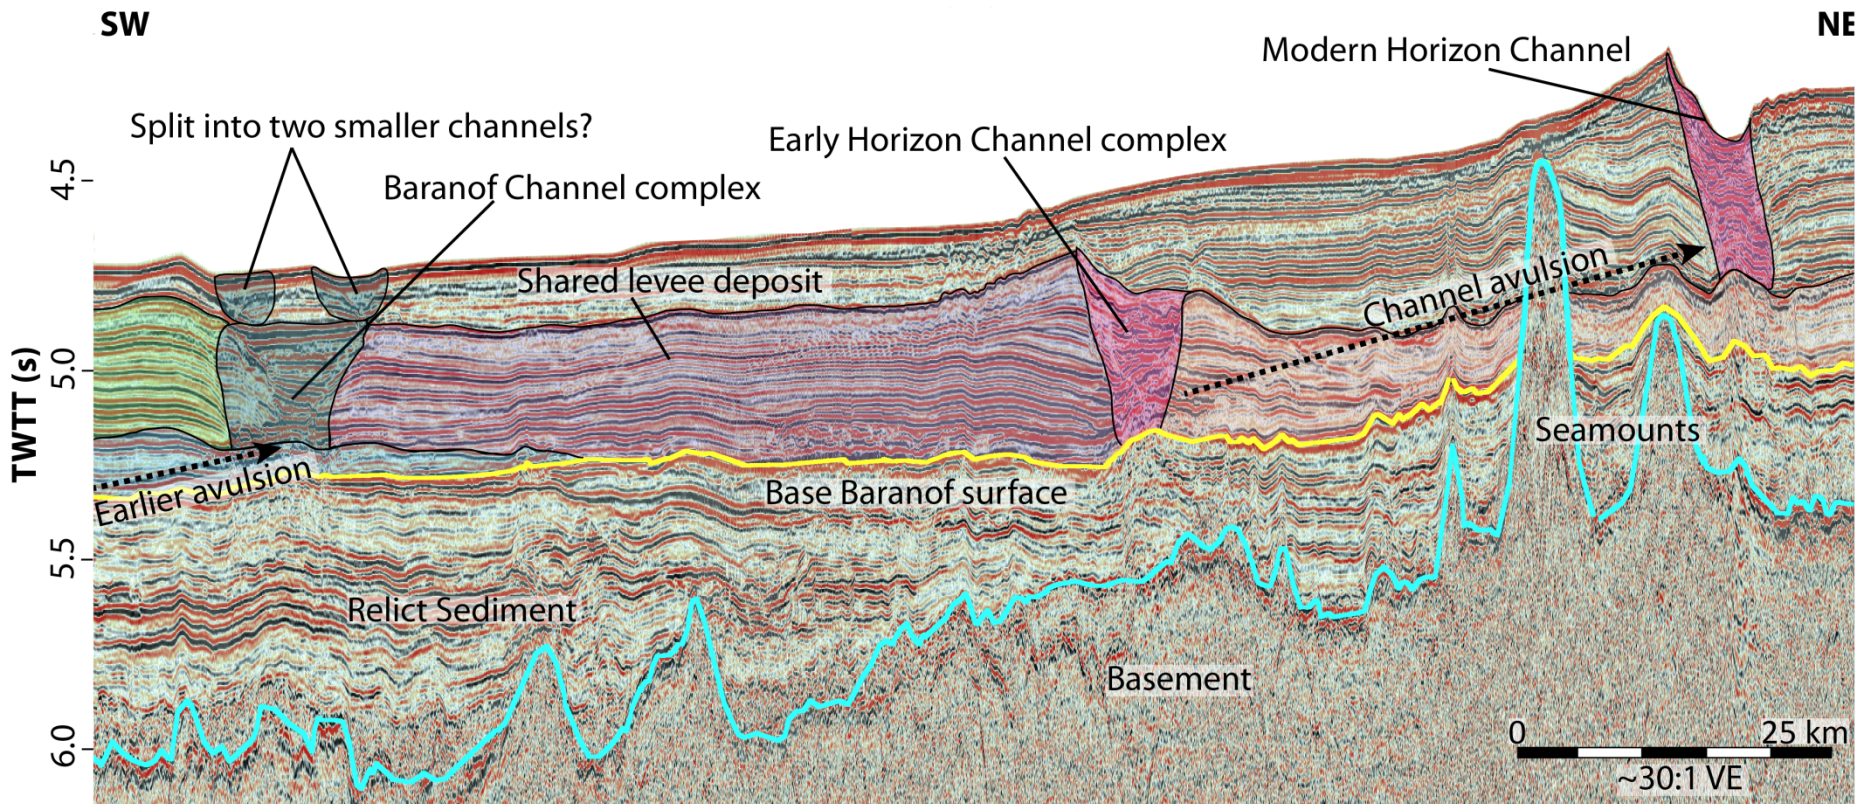 SW
NE
Modern Horizon Channel
Split into two smaller channels?
Early Horizon Channel complex
Baranof Channel complex
4.5
Shared levee deposit
Channel avulsion
5.0
TWTT (s)
Seamounts
Earlier avulsion
Base Baranof surface
5.5
Relict Sediment
Basement
6.0
0 25 km
~30:1 VE